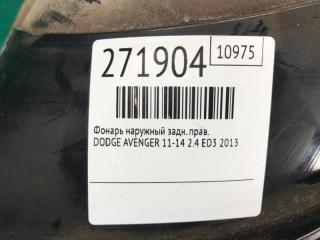 271904 10975
Фонарь наружный задн. прав.
DODGE AVENGER 11-14 2.4 ED3 2013